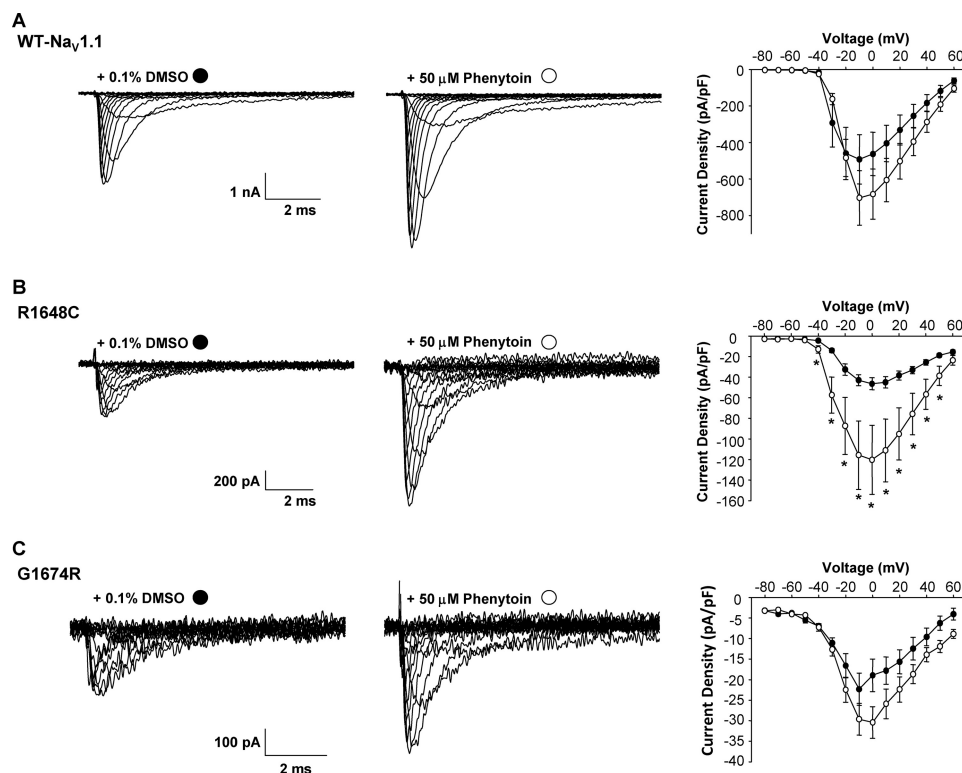 A
WT-NaV1.1
+ 0.1% DMSO
+ 50 μM Phenytoin
1 nA
2 ms
Voltage (mV)
-80 -60 -40 -20 0 20 40 60
0
-200
-400
-600
-800
Current Density (pA/pF)
B
R1648C
+ 0.1% DMSO
+ 50 μM Phenytoin
200 pA
2 ms
Voltage (mV)
-80 -60 -40 -20 0 20 40 60
0
-20
-40
-60
-80
-100
-120
-140
-160
Current Density (pA/pF)
* * * * * * * * * *
C
G1674R
+ 0.1% DMSO
+ 50 μM Phenytoin
100 pA
2 ms
Voltage (mV)
-80 -60 -40 -20 0 20 40 60
0
-5
-10
-15
-20
-25
-30
-35
-40
Current Density (pA/pF)